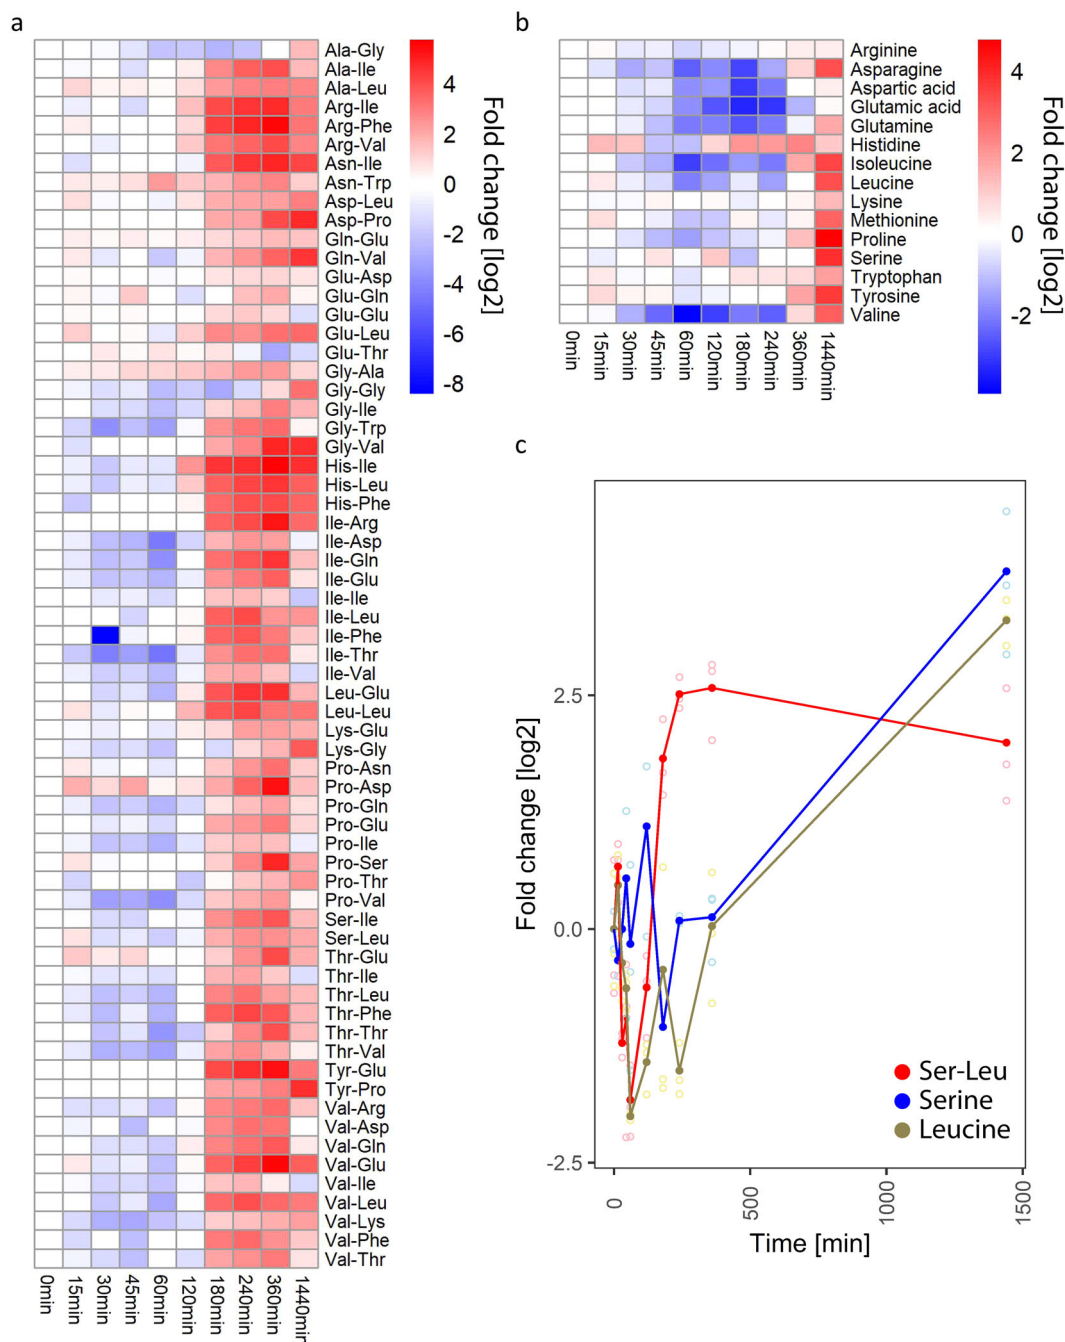 a
Ala-Gly
Ala-Ile
Ala-Leu
Arg-Ile
Arg-Phe
Arg-Val
Asn-Ile
Asn-Trp
Asp-Leu
Asp-Pro
Gln-Glu
Gln-Val
Glu-Asp
Glu-Gln
Glu-Glu
Glu-Leu
Glu-Thr
Gly-Ala
Gly-Gly
Gly-Ile
Gly-Trp
Gly-Val
His-Ile
His-Leu
His-Phe
Ile-Arg
Ile-Asp
Ile-Gln
Ile-Glu
Ile-Ile
Ile-Leu
Ile-Phe
Ile-Thr
Ile-Val
Leu-Glu
Leu-Leu
Lys-Glu
Lys-Gly
Pro-Asn
Pro-Asp
Pro-Gln
Pro-Glu
Pro-Ile
Pro-Ser
Pro-Thr
Pro-Val
Ser-Ile
Ser-Leu
Thr-Glu
Thr-Ile
Thr-Leu
Thr-Phe
Thr-Thr
Thr-Val
Tyr-Glu
Tyr-Pro
Val-Arg
Val-Asp
Val-Gln
Val-Glu
Val-Ile
Val-Leu
Val-Lys
Val-Phe
Val-Thr
0min
15min
30min
45min
60min
120min
180min
240min
360min
1440min
4
2
0
-2
-4
-6
-8
Fold change [log2]
b
Arginine
Asparagine
Aspartic acid
Glutamic acid
Glutamine
Histidine
Isoleucine
Leucine
Lysine
Methionine
Proline
Serine
Tryptophan
Tyrosine
Valine
0min
15min
30min
45min
60min
120min
180min
240min
360min
1440min
4
2
0
-2
Fold change [log2]
c
Fold change [log2]
2.5
0.0
-2.5
Ser-Leu
Serine
Leucine
0
500
1000
1500
Time [min]